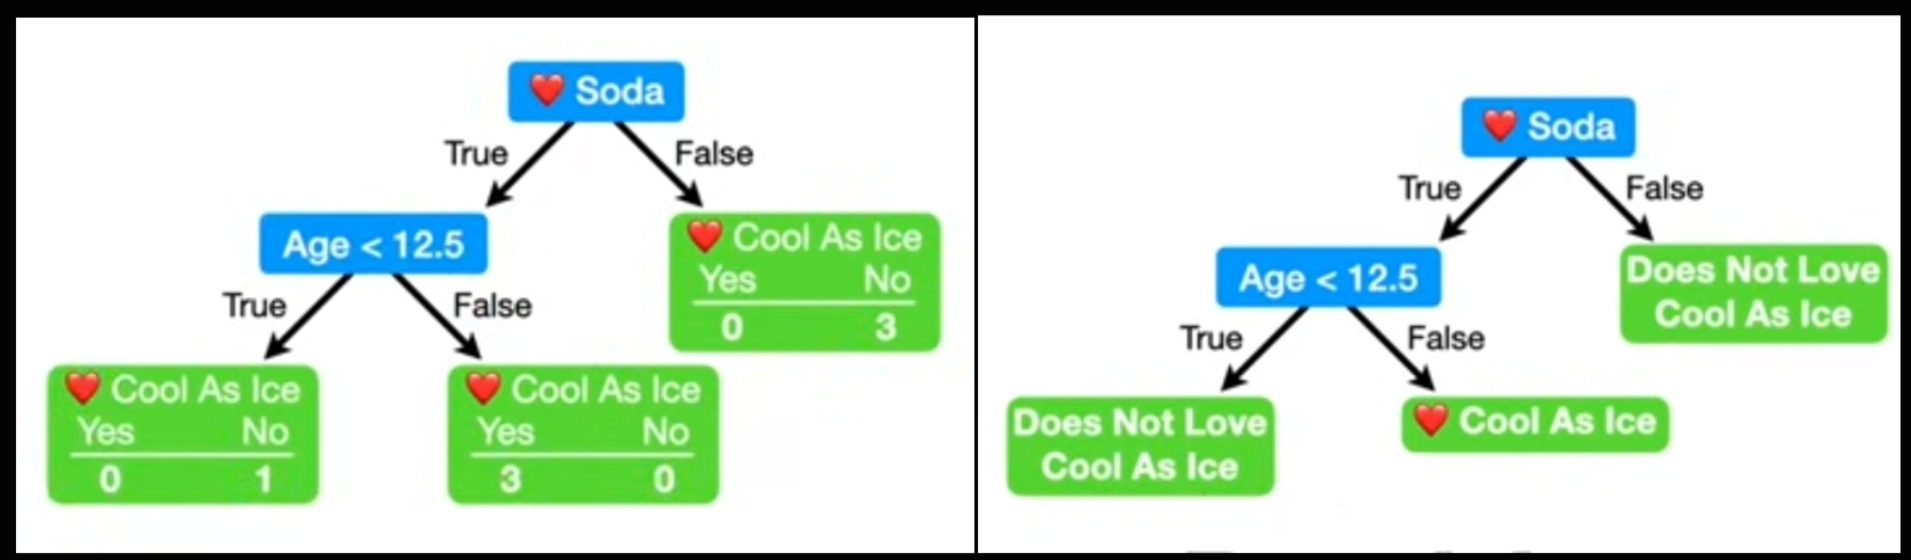 ❤️ Soda
True
False
Age < 12.5
❤️ Cool As Ice
Yes No
0 3
True
False
❤️ Cool As Ice
Yes No
0 1
❤️ Cool As Ice
Yes No
3 0
❤️ Soda
True
False
Age < 12.5
Does Not Love
Cool As Ice
True
False
Does Not Love
Cool As Ice
❤️ Cool As Ice